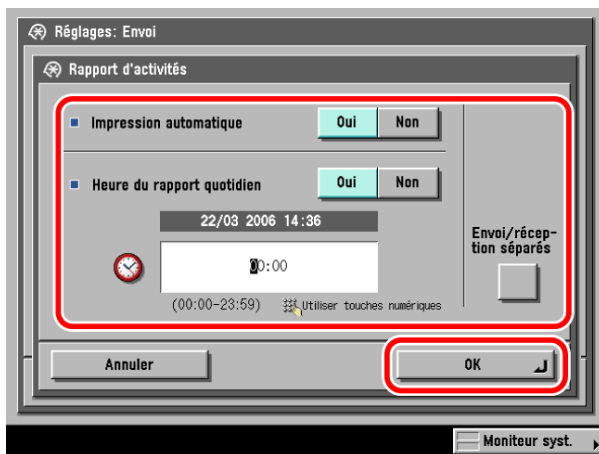 Réglages: Envoi
Rapport d'activités
Impression automatique
Oui Non
Heure du rapport quotidien
Oui Non
22/03 2006 14:36
00:00
(00:00-23:59) Utiliser touches numériques
Envoi/récep-
tion séparés
Annuler
OK
Moniteur syst.